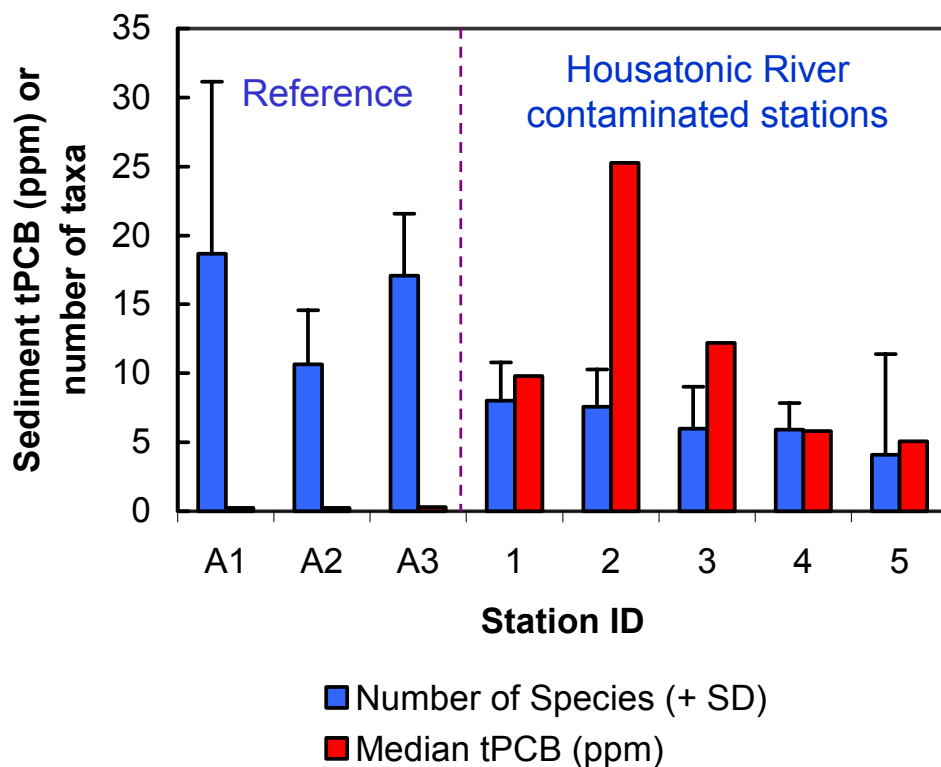 35
30
25
20
15
10
5
0
Sediment tPCB (ppm) or
number of taxa
Reference
Housatonic River
contaminated stations
A1 A2 A3 1 2 3 4 5
Station ID
Number of Species (+ SD)
Median tPCB (ppm)